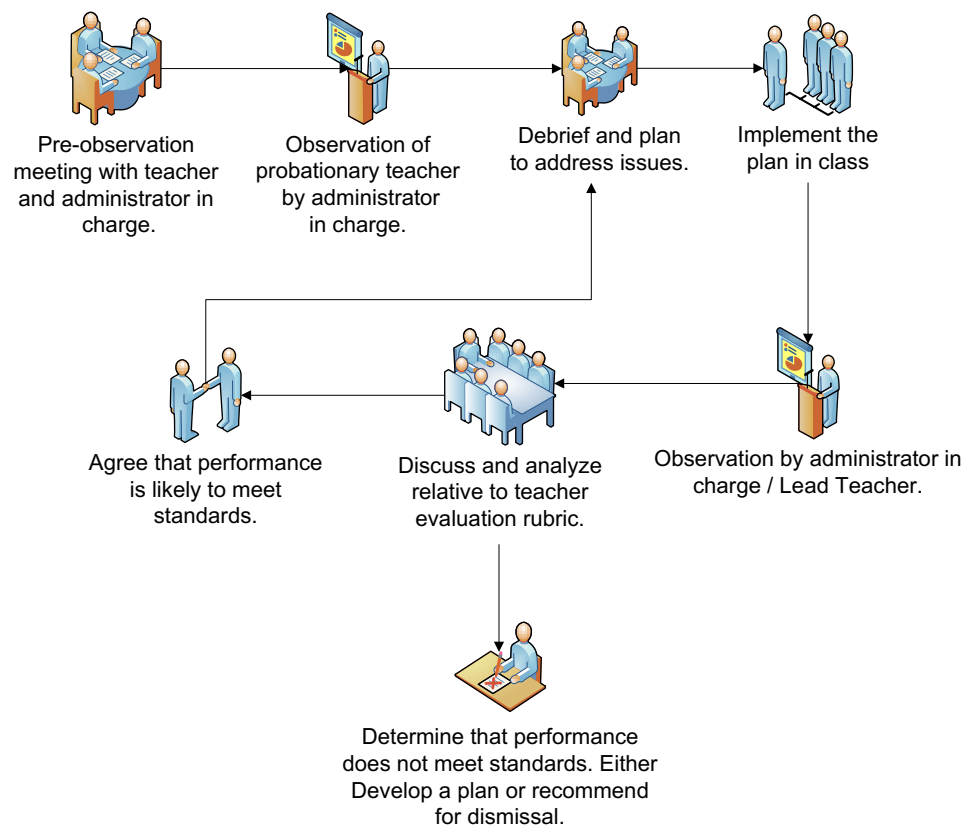 Pre-observation
meeting with teacher
and administrator in
charge.
Observation of
probationary teacher
by administrator
in charge.
Debrief and plan
to address issues.
Implement the
plan in class
Agree that performance
is likely to meet
standards.
Discuss and analyze
relative to teacher
evaluation rubric.
Observation by administrator in
charge / Lead Teacher.
Determine that performance
does not meet standards. Either
Develop a plan or recommend
for dismissal.